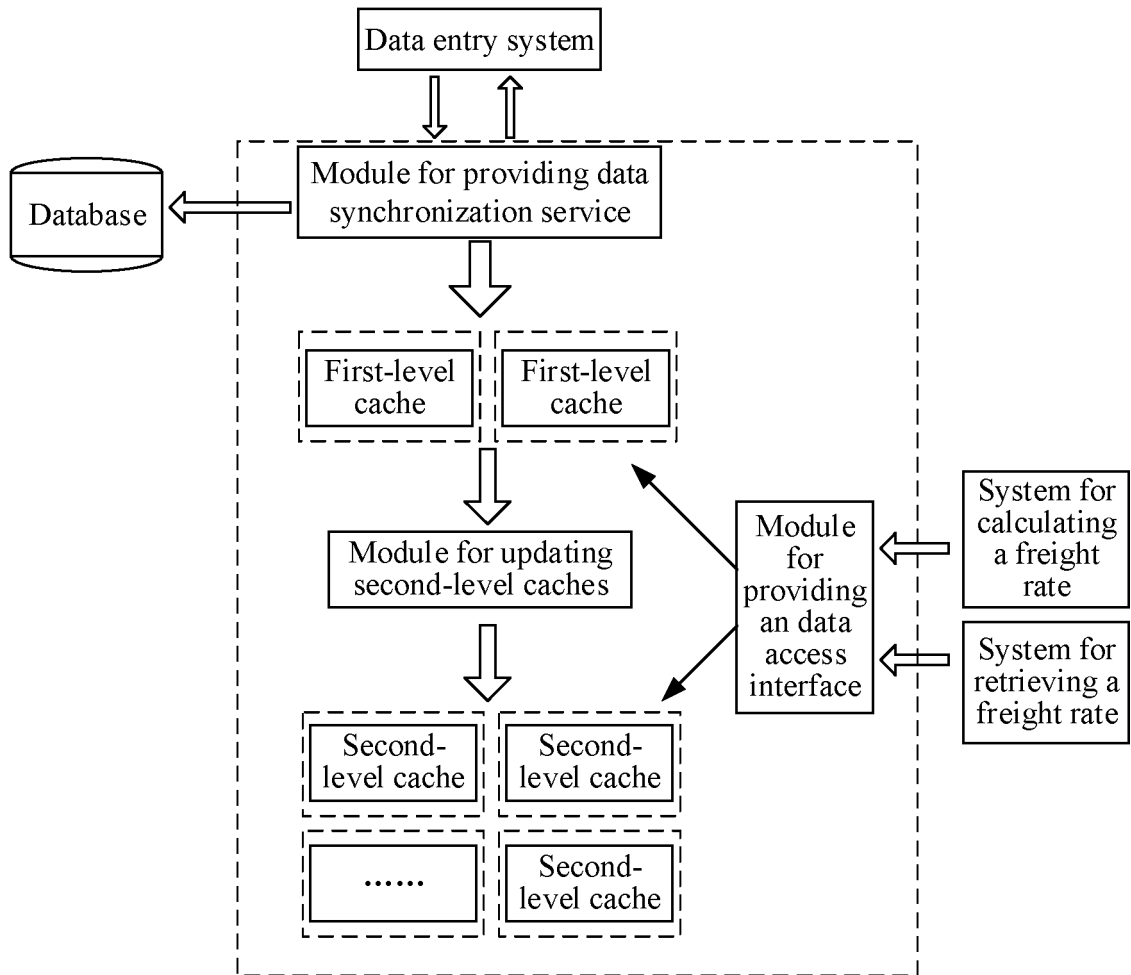 Data entry system
Module for providing data
synchronization service
Database
First-level
cache
First-level
cache
Module for updating
second-level caches
Module
for
providing
an data
access
interface
System for
calculating
a freight
rate
System for
retrieving a
freight rate
Second-
level cache
Second-
level cache
......
Second-
level cache